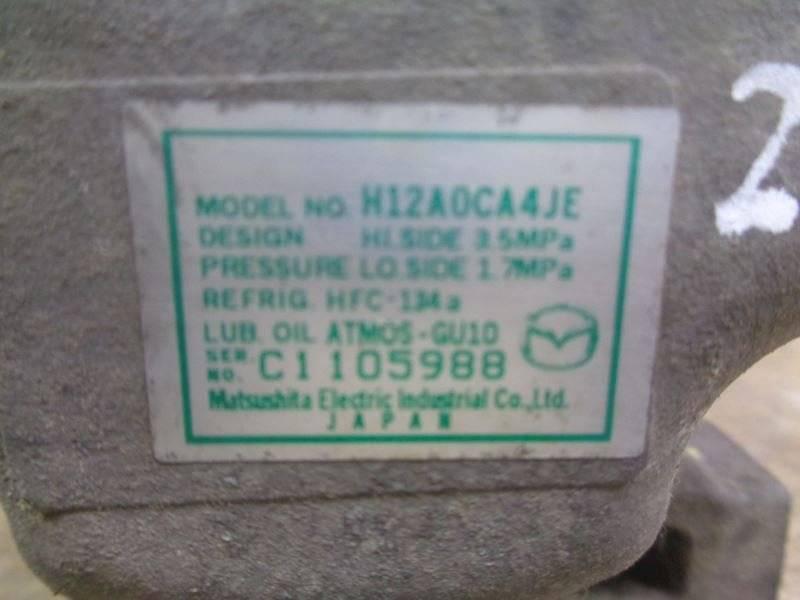 MODEL NO. H12A0CA4JE
DESIGN HI.SIDE 3.5MPa
PRESSURE LO.SIDE 1.7MPa
REFRIG. HFC-134a
LUB. OIL ATMOS-GU10
SER. NO. C1105988
Matsushita Electric Industrial Co., Ltd.
JAPAN
2